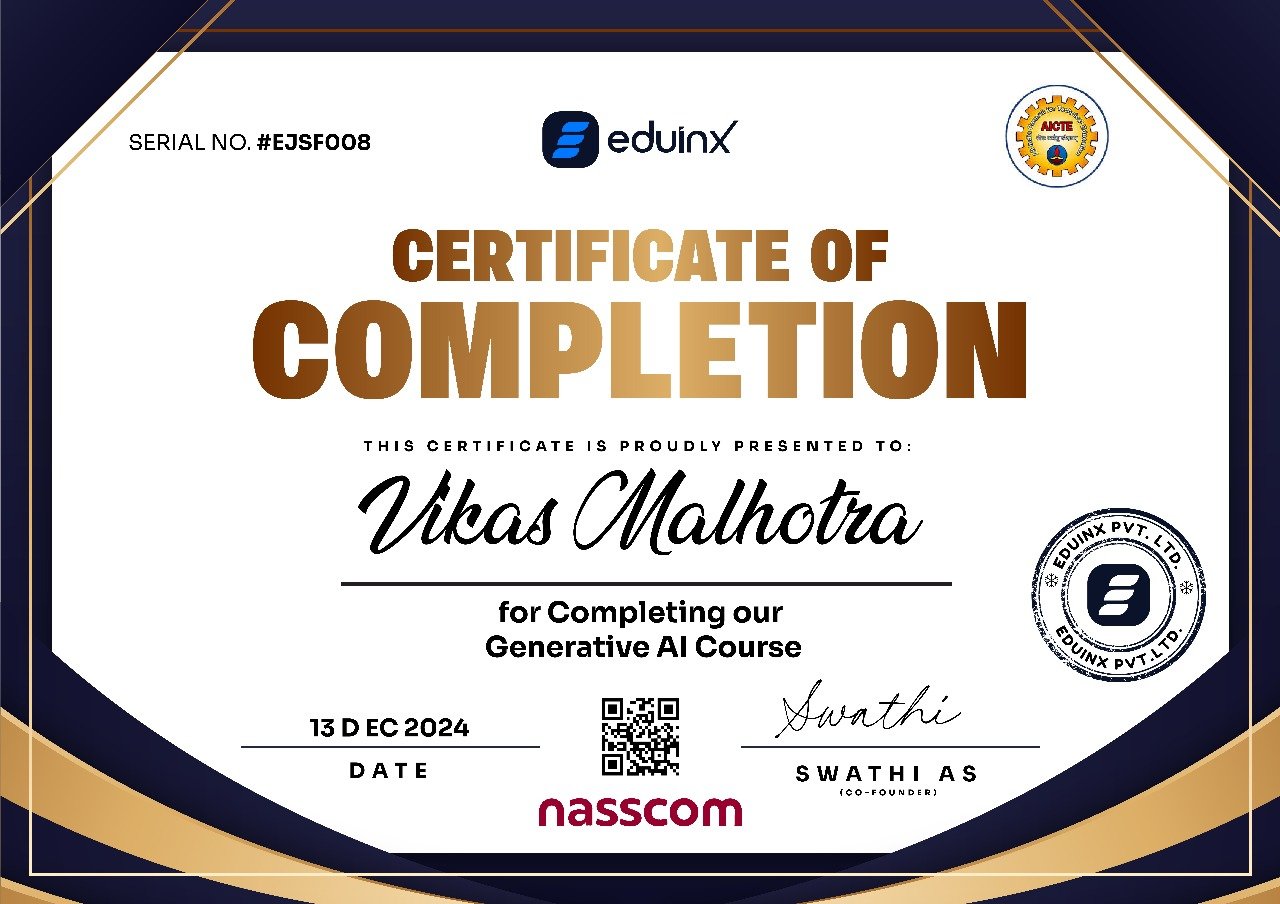 SERIAL NO. #EJSF008
eduinx
AICTE
CERTIFICATE OF
COMPLETION
THIS CERTIFICATE IS PROUDLY PRESENTED TO:
Vikas Malhotra
EDUINX PVT. LTD.
EDUINX PVT.LTD.
for Completing our
Generative AI Course
Swathi
13 D EC 2024
DATE
SWATHI AS
(CO-FOUNDER)
nasscom